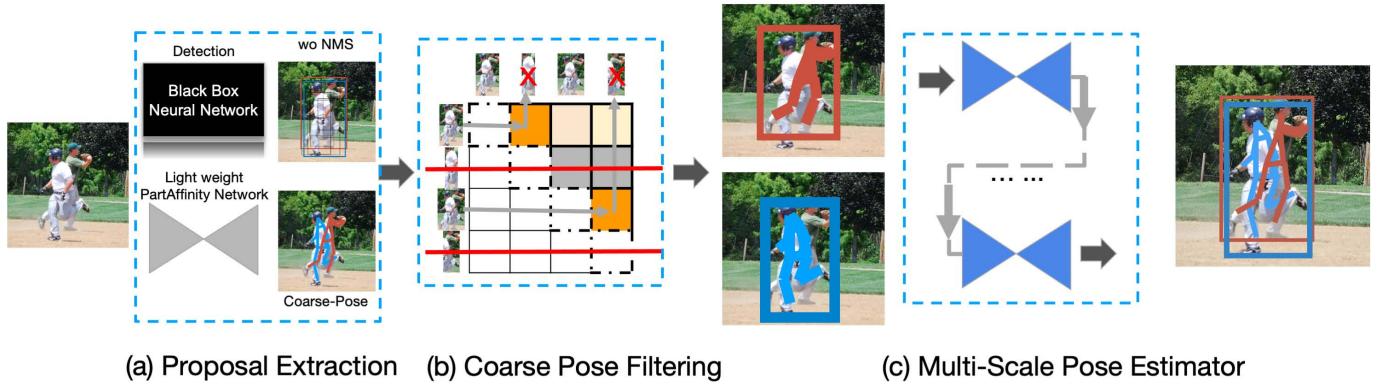 Detection
wo NMS
Black Box
Neural Network
Light weight
PartAffinity Network
Coarse-Pose
... ...
(a) Proposal Extraction
(b) Coarse Pose Filtering
(c) Multi-Scale Pose Estimator